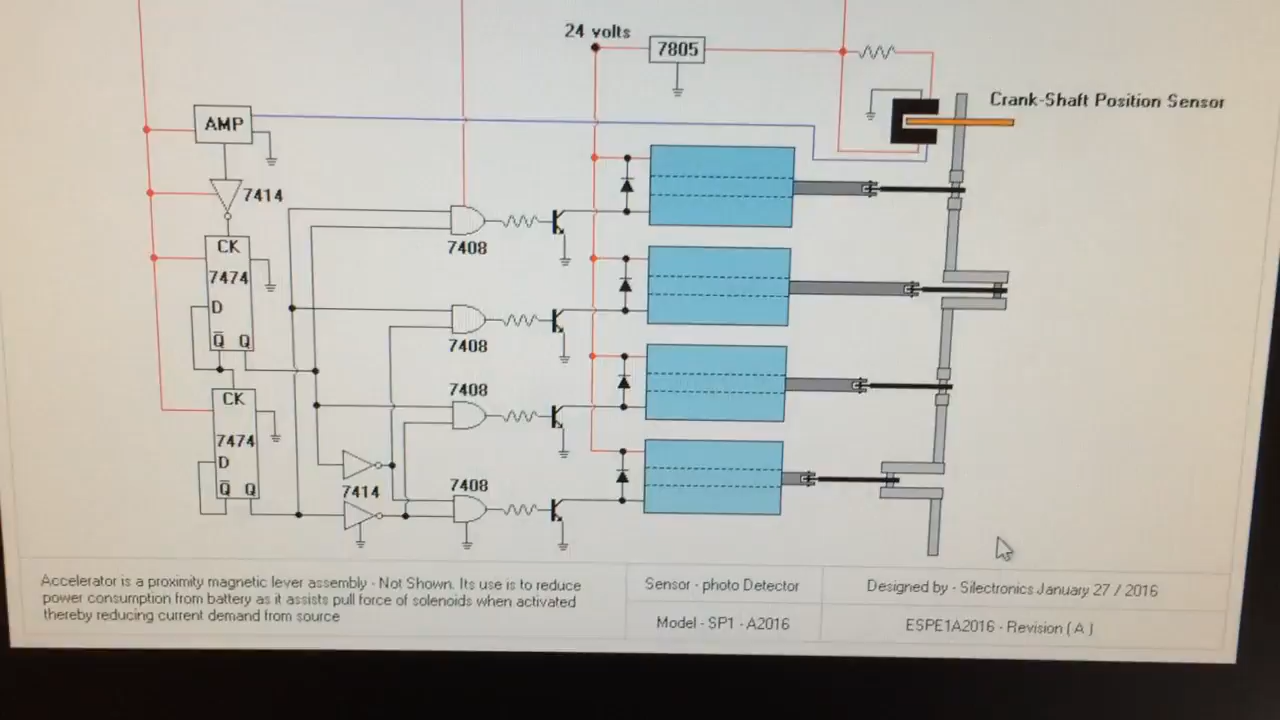 24 volts
7805
Crank-Shaft Position Sensor
AMP
7414
CK
7474
D
Q Q
7408
7408
CK
7408
7474
D
Q Q
7414
7408
Accelerator is a proximity magnetic lever assembly - Not Shown. Its use is to reduce
power consumption from battery as it assists pull force of solenoids when activated
thereby reducing current demand from source
Sensor - photo Detector
Model - SP1 - A2016
Designed by - Silectronics January 27 / 2016
ESPE1A2016 - Revision ( A )